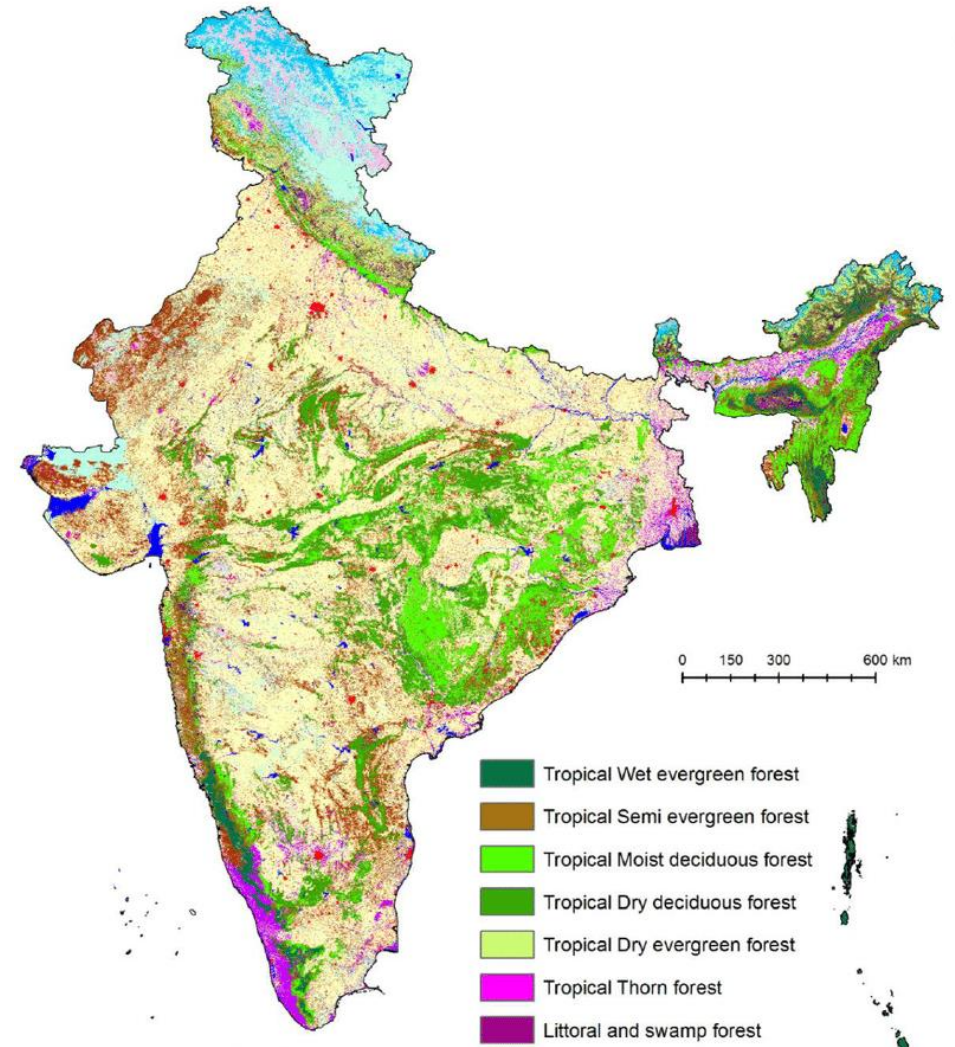 0 150 300 600 km
Tropical Wet evergreen forest
Tropical Semi evergreen forest
Tropical Moist deciduous forest
Tropical Dry deciduous forest
Tropical Dry evergreen forest
Tropical Thorn forest
Littoral and swamp forest